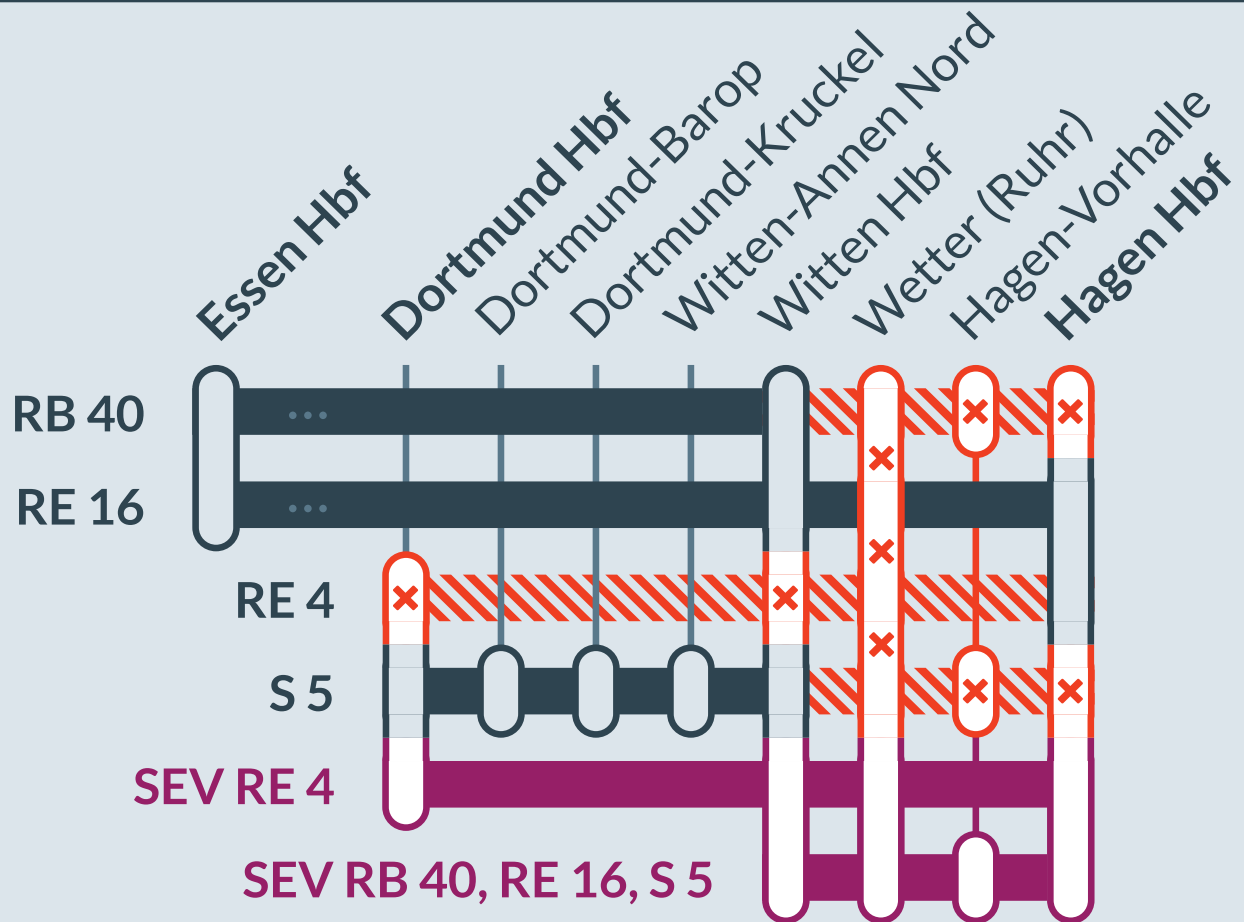 Essen Hbf
Dortmund Hbf
Dortmund-Barop
Dortmund-Kruckel
Witten-Annen Nord
Witten Hbf
Wetter (Ruhr)
Hagen-Vorhalle
Hagen Hbf
RB 40
RE 16
RE 4
S 5
SEV RE 4
SEV RB 40, RE 16, S 5